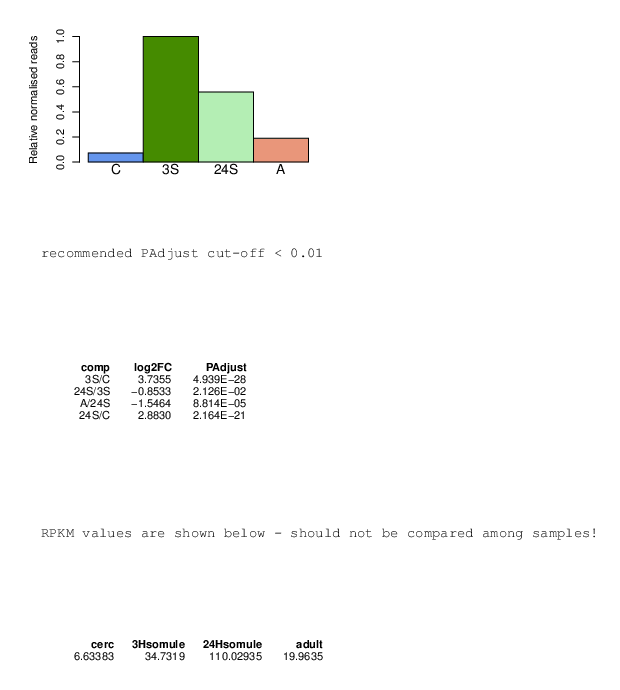 Relative normalised reads
1.0
0.8
0.6
0.4
0.2
0.0
C 3S 24S A
recommended PAdjust cut-off < 0.01
comp log2FC PAdjust
3S/C 3.7355 4.939E−28
24S/3S −0.8533 2.126E−02
A/24S −1.5464 8.814E−05
24S/C 2.8830 2.164E−21
RPKM values are shown below - should not be compared among samples!
cerc 3Hsomule 24Hsomule adult
6.63383 34.7319 110.02935 19.9635